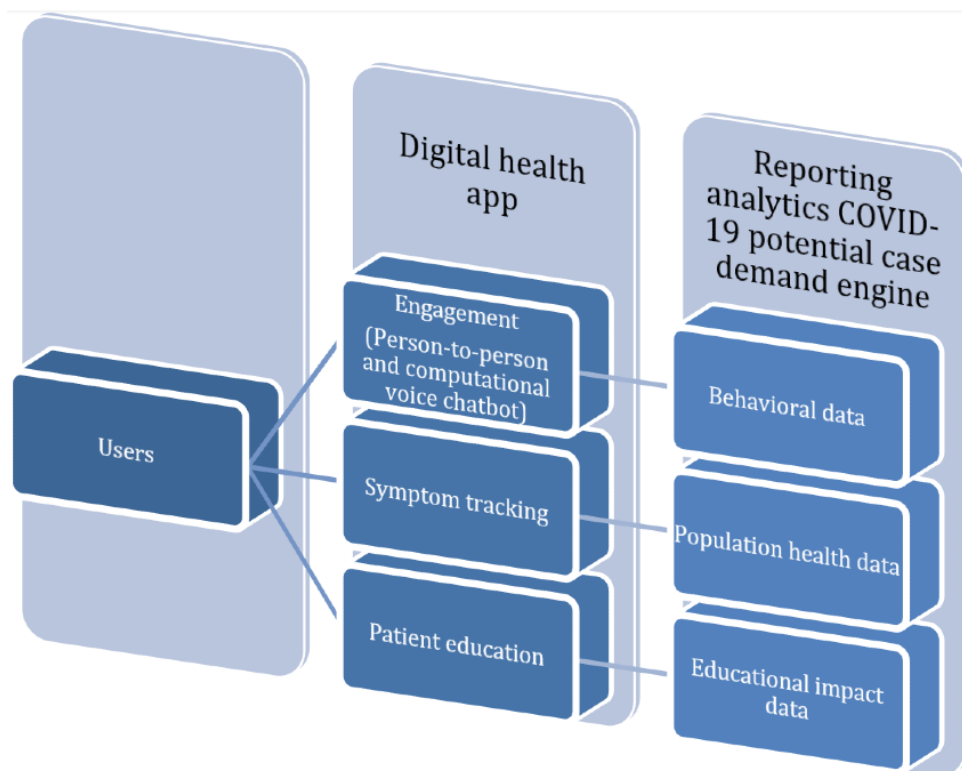 Digital health
app
Reporting
analytics COVID-
19 potential case
demand engine
Users
Engagement
(Person-to-person
and computational
voice chatbot)
Symptom tracking
Patient education
Behavioral data
Population health data
Educational impact
data